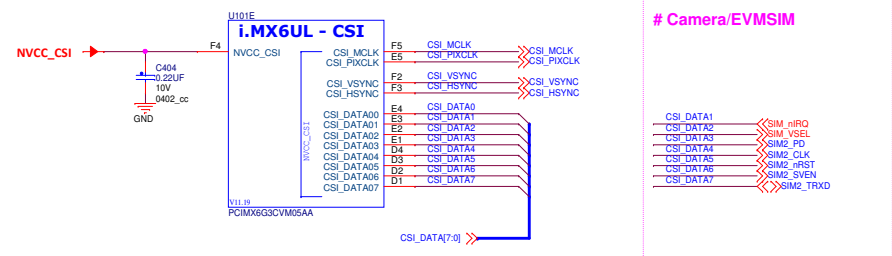 U101E
# Camera/EVMSIM
i.MX6UL - CSI
NVCC_CSI
F4
NVCC_CSI
CSI_MCLK
F5
CSI_MCLK
CSI_MCLK
CSI_PIXCLK
E5
CSI_PIXCLK
CSI_PIXCLK
C404
0.22UF
10V
0402_cc
GND
CSI_VSYNC
F2
CSI_VSYNC
CSI_VSYNC
CSI_HSYNC
F3
CSI_HSYNC
CSI_HSYNC
NVCC_CSI
CSI_DATA00
E4
CSI_DATA0
CSI_DATA01
E3
CSI_DATA1
CSI_DATA02
E2
CSI_DATA2
CSI_DATA03
E1
CSI_DATA3
CSI_DATA04
D4
CSI_DATA4
CSI_DATA05
D3
CSI_DATA5
CSI_DATA06
D2
CSI_DATA6
CSI_DATA07
D1
CSI_DATA7
CSI_DATA1
SIM_nIRQ
CSI_DATA2
SIM_VSEL
CSI_DATA3
SIM2_PD
CSI_DATA4
SIM2_CLK
CSI_DATA5
SIM2_nRST
CSI_DATA6
SIM2_SVEN
CSI_DATA7
SIM2_TRXD
V11.19
PCIMX6G3CVM05AA
CSI_DATA[7:0]